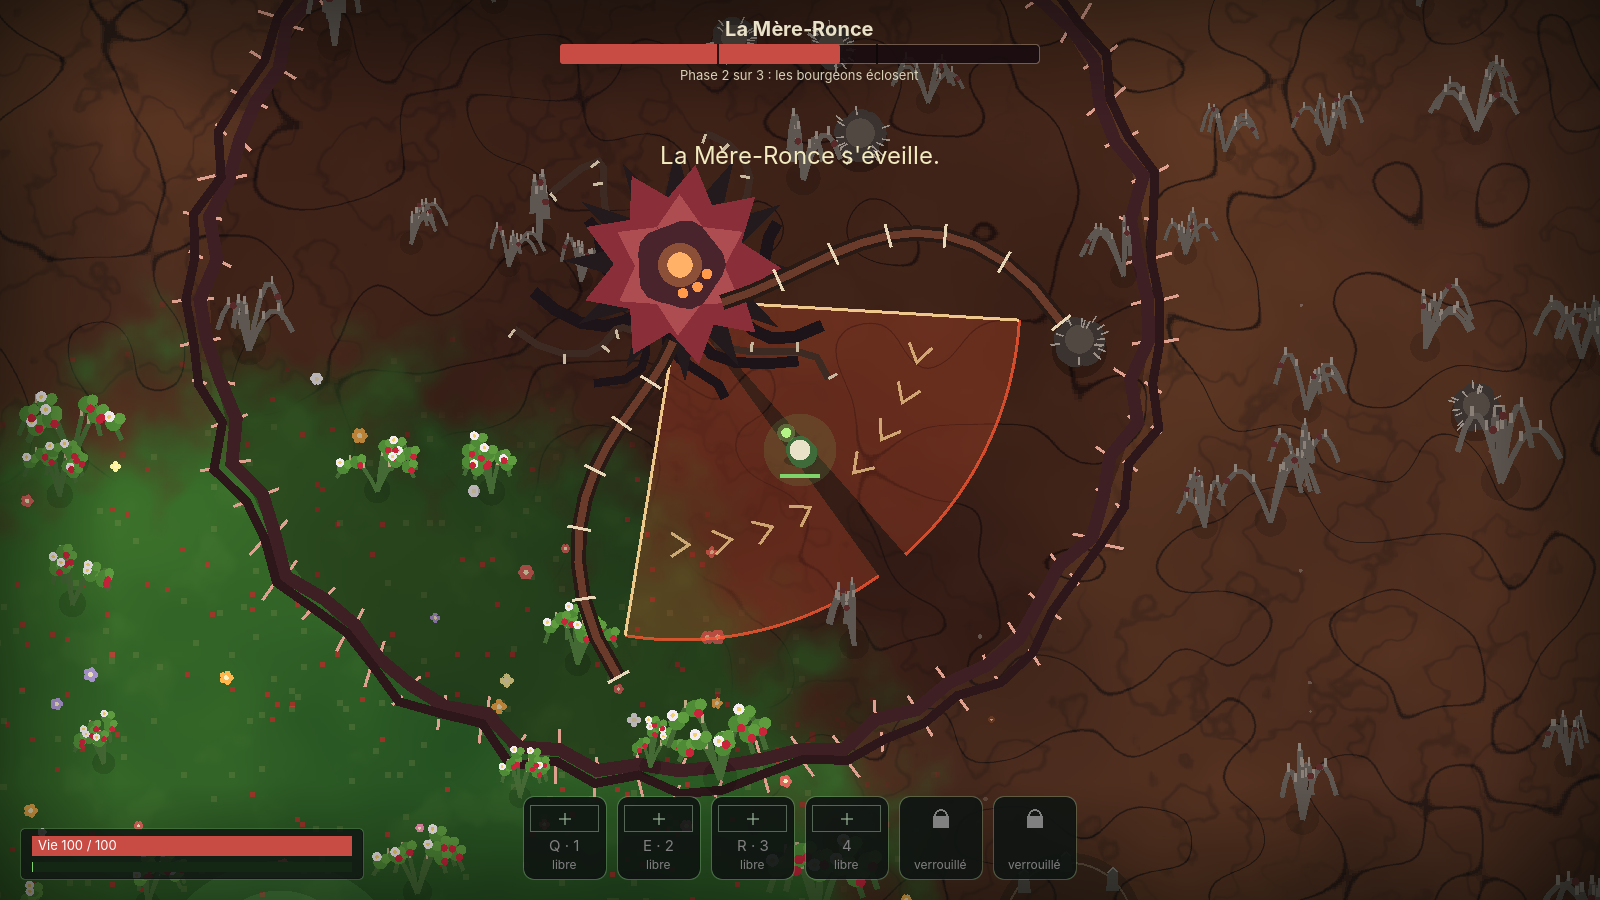 La Mère-Ronce
Phase 2 sur 3 : les bourgeons éclosent
La Mère-Ronce s'éveille.
Vie 100 / 100
Q · 1
libre
E · 2
libre
R · 3
libre
4
libre
verrouillé
verrouillé